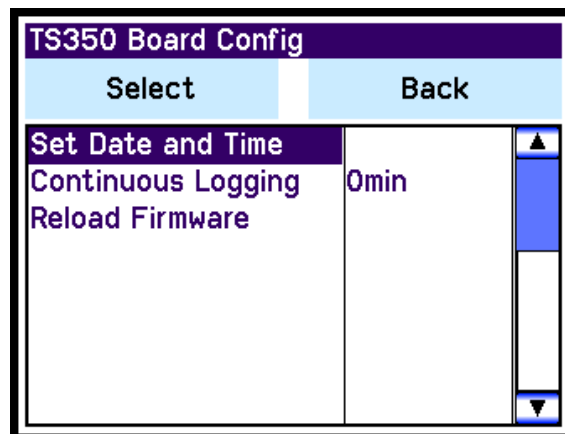 TS350 Board Config
Select Back
Set Date and Time
Continuous Logging 0min
Reload Firmware